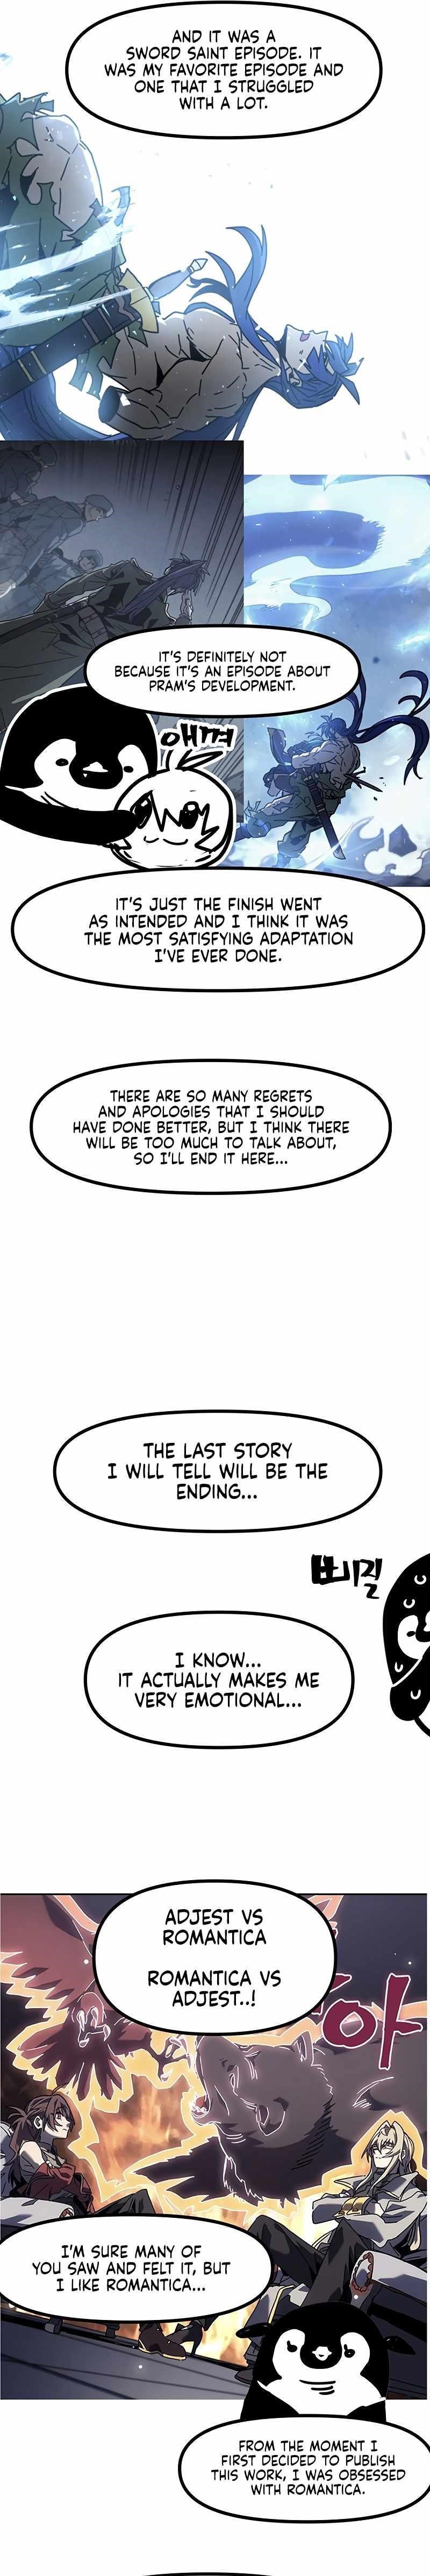 AND IT WAS A
SWORD SAINT EPISODE. IT
WAS MY FAVORITE EPISODE AND
ONE THAT I STRUGGLED
WITH A LOT.
IT'S DEFINITELY NOT
BECAUSE IT'S AN EPISODE ABOUT
PRAM'S DEVELOPMENT.
애껴
IT'S JUST THE FINISH WENT
AS INTENDED AND I THINK IT WAS
THE MOST SATISFYING ADAPTATION
I'VE EVER DONE.
THERE ARE SO MANY REGRETS
AND APOLOGIES THAT I SHOULD
HAVE DONE BETTER, BUT I THINK THERE
WILL BE TOO MUCH TO TALK ABOUT,
SO I'LL END IT HERE...
THE LAST STORY
I WILL TELL WILL BE THE
ENDING...
삐질
I KNOW...
IT ACTUALLY MAKES ME
VERY EMOTIONAL...
ADJEST VS
ROMANTICA
ROMANTICA VS
ADJEST..!
아
I'M SURE MANY OF
YOU SAW AND FELT IT, BUT
I LIKE ROMANTICA...
FROM THE MOMENT I
FIRST DECIDED TO PUBLISH
THIS WORK, I WAS OBSESSED
WITH ROMANTICA.